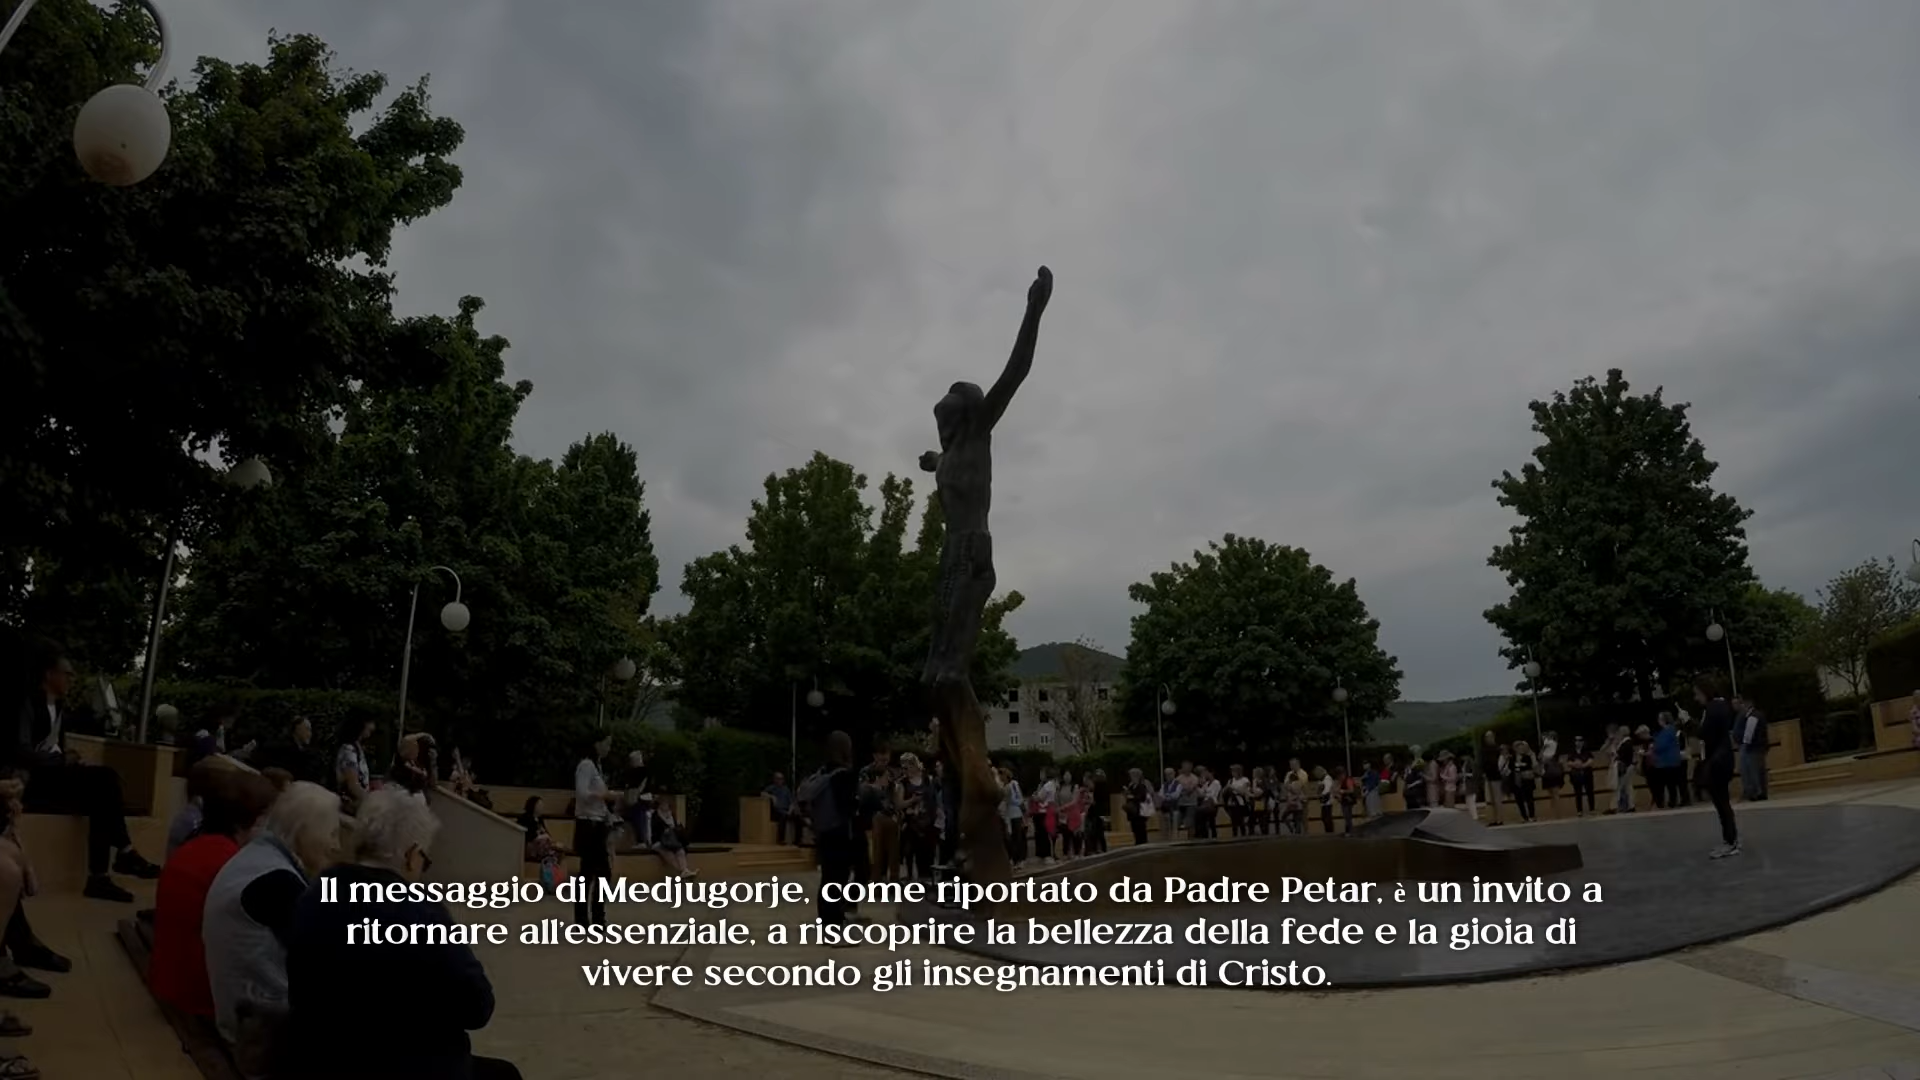 Il messaggio di Medjugorje, come riportato da Padre Petar, è un invito a
ritornare all'essenziale, a riscoprire la bellezza della fede e la gioia di
vivere secondo gli insegnamenti di Cristo.